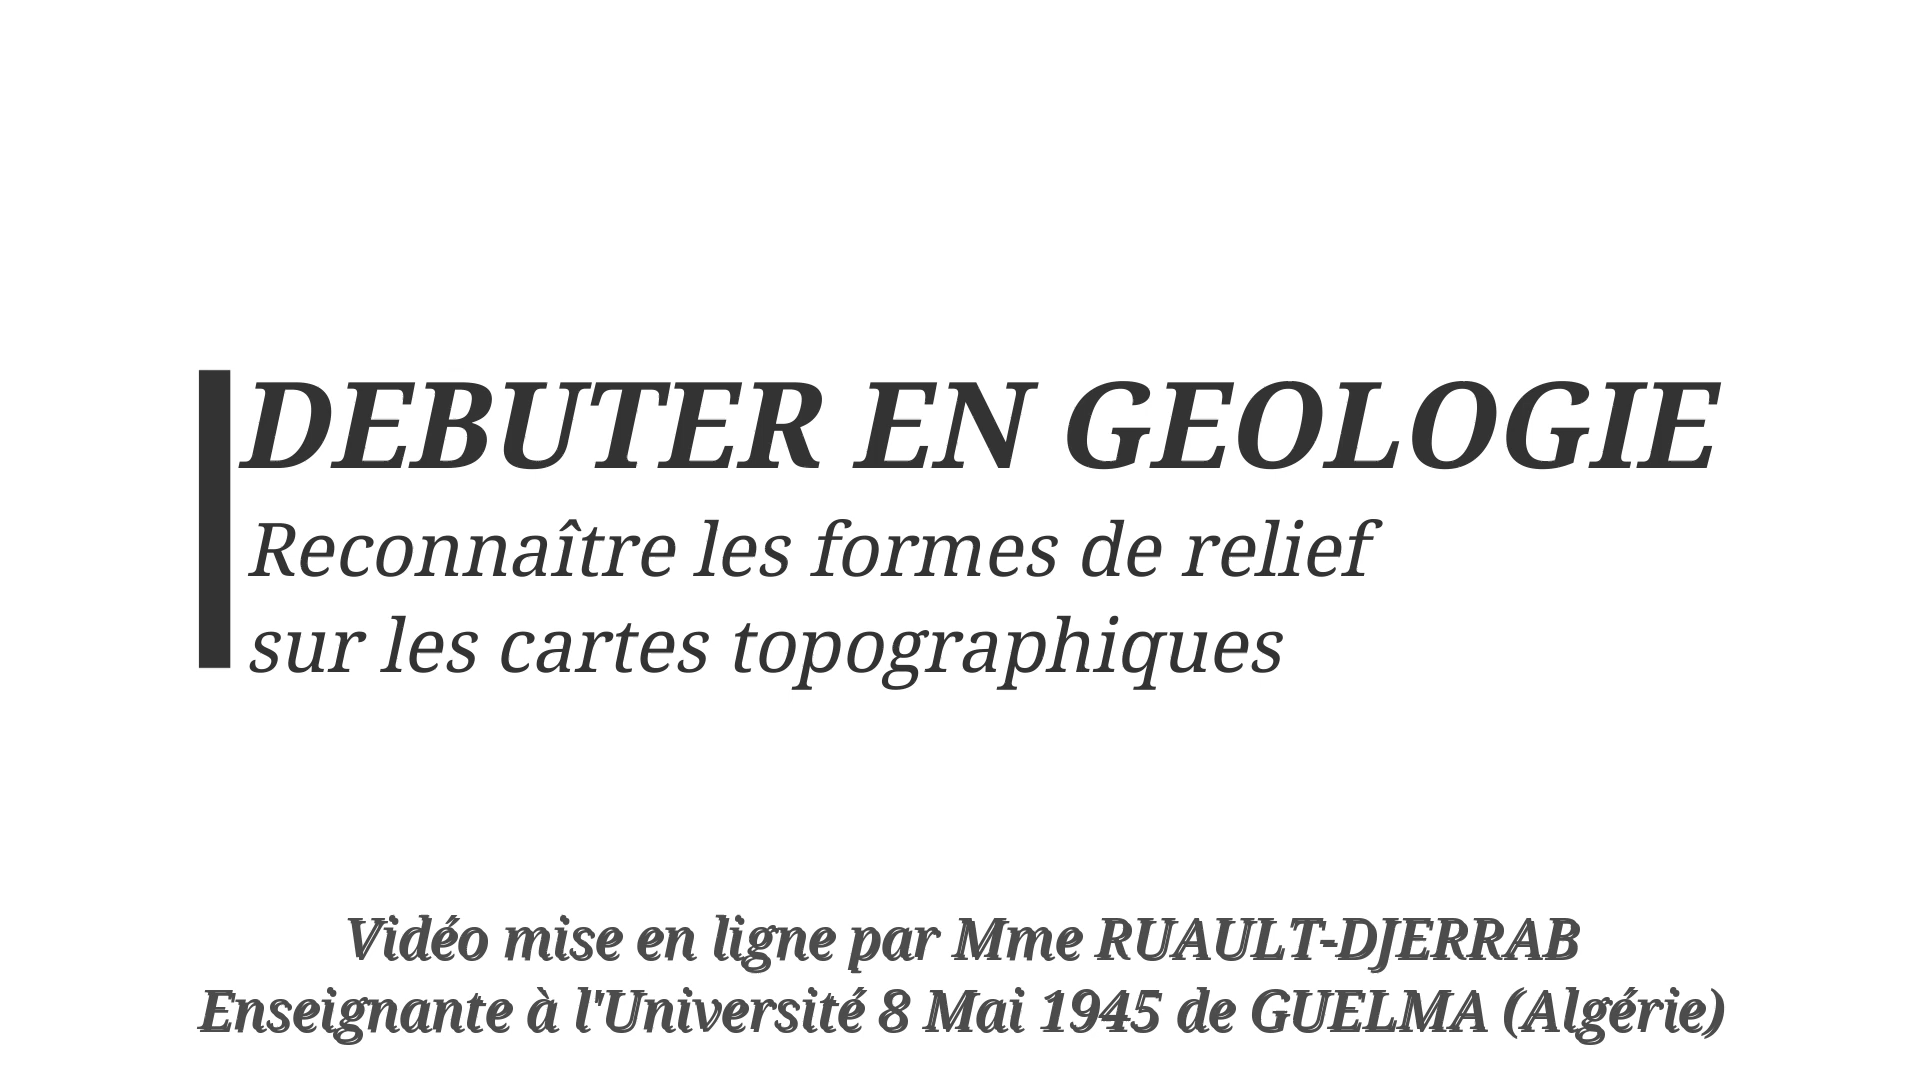 DEBUTER EN GEOLOGIE
Reconnaître les formes de relief
sur les cartes topographiques
Vidéo mise en ligne par Mme RUAULT-DJERRAB
Enseignante à l'Université 8 Mai 1945 de GUELMA (Algérie)